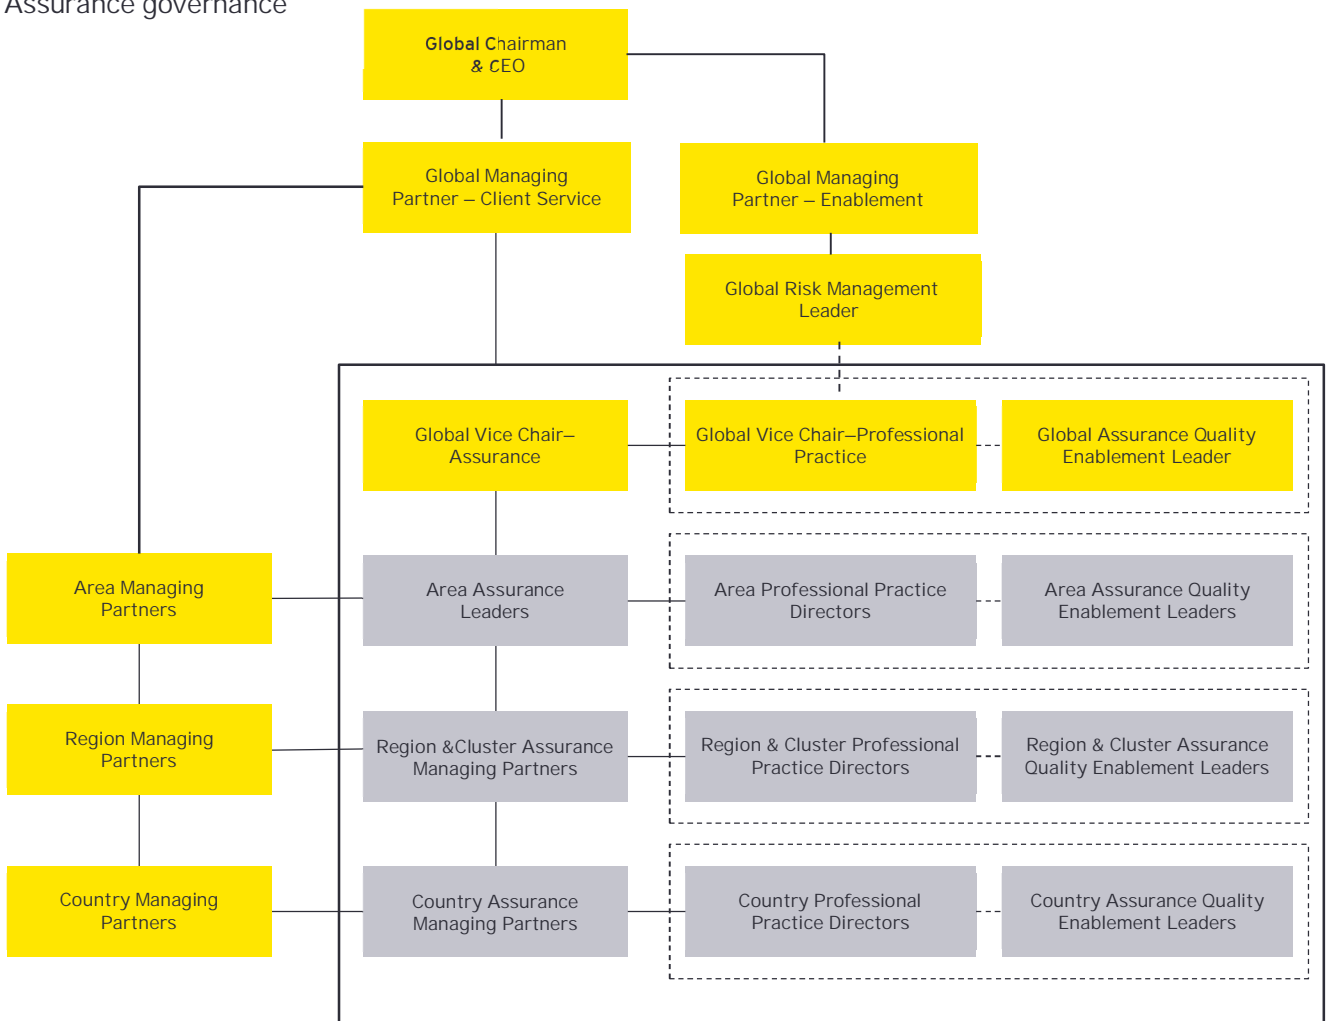 Assurance governance
Global Chairman
& CEO
Global Managing
Partner – Client Service
Global Managing
Partner – Enablement
Global Risk Management
Leader
Global Vice Chair–
Assurance
Global Vice Chair–Professional
Practice
Global Assurance Quality
Enablement Leader
Area Managing
Partners
Area Assurance
Leaders
Area Professional Practice
Directors
Area Assurance Quality
Enablement Leaders
Region Managing
Partners
Region &Cluster Assurance
Managing Partners
Region & Cluster Professional
Practice Directors
Region & Cluster Assurance
Quality Enablement Leaders
Country Managing
Partners
Country Assurance
Managing Partners
Country Professional
Practice Directors
Country Assurance Quality
Enablement Leaders